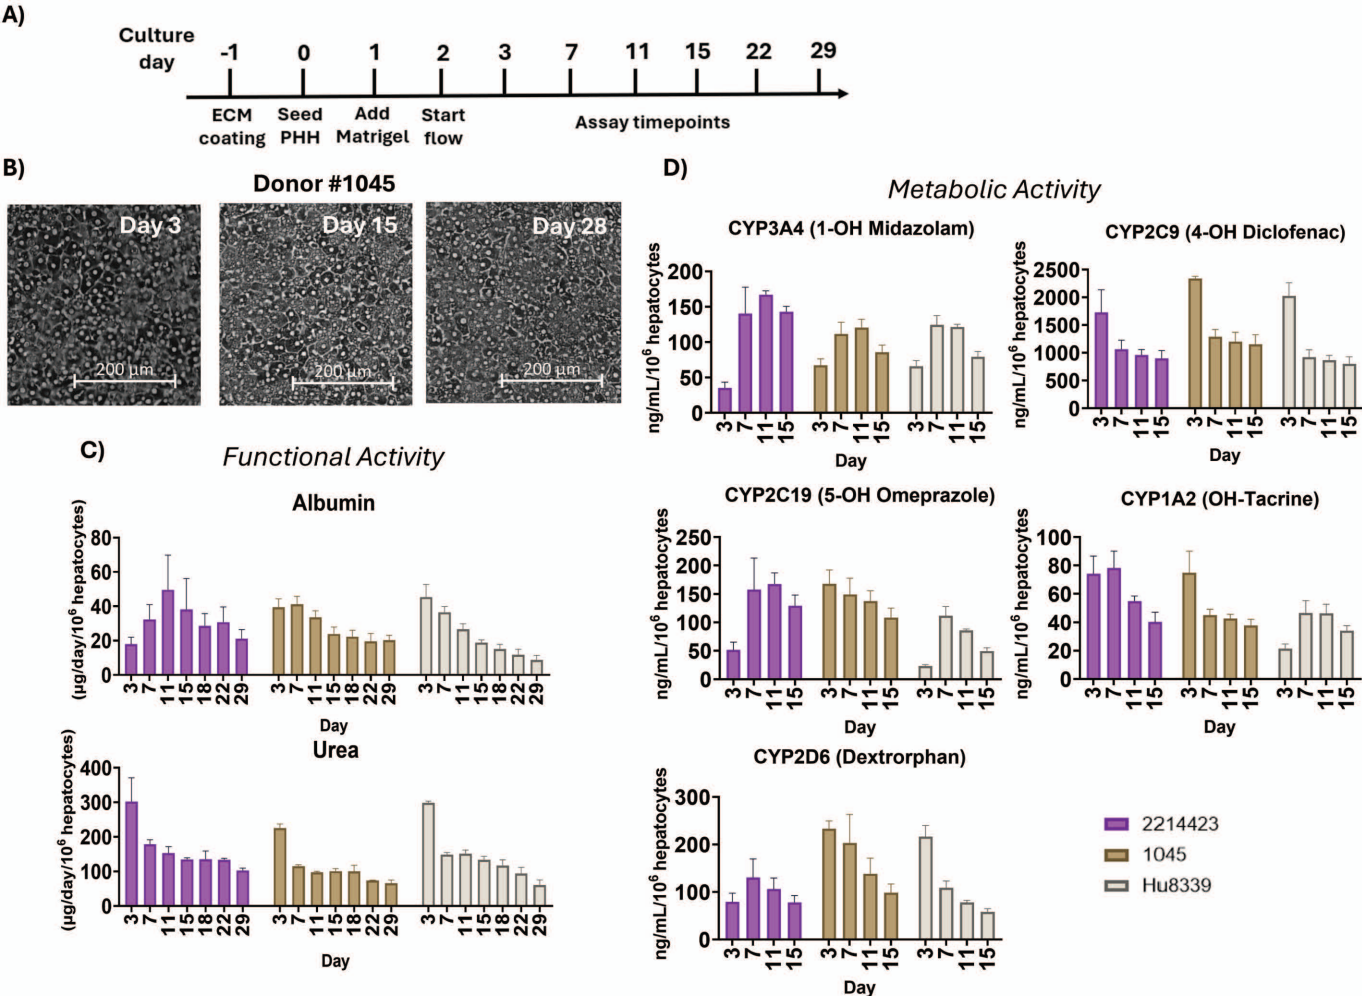 A)
Culture
day
-1 0 1 2 3 7 11 15 22 29
ECM
coating
Seed
PHH
Add
Matrigel
Start
flow
Assay timepoints
B)
Donor #1045
Day 3
200 µm
Day 15
200 µm
Day 28
200 µm
C)
Functional Activity
Albumin
(µg/day/10⁶ hepatocytes)
80
60
40
20
0
3 7 11 15 18 22 29 3 7 11 15 18 22 29 3 7 11 15 18 22 29
Day
Urea
(µg/day/10⁶ hepatocytes)
400
300
200
100
0
3 7 11 15 18 22 29 3 7 11 15 18 22 29 3 7 11 15 18 22 29
Day
D)
Metabolic Activity
CYP3A4 (1-OH Midazolam)
ng/mL/10⁶ hepatocytes
200
150
100
50
0
3 7 11 15 3 7 11 15 3 7 11 15
Day
CYP2C9 (4-OH Diclofenac)
ng/mL/10⁶ hepatocytes
2500
2000
1500
1000
500
0
3 7 11 15 3 7 11 15 3 7 11 15
Day
CYP2C19 (5-OH Omeprazole)
ng/mL/10⁶ hepatocytes
250
200
150
100
50
0
3 7 11 15 3 7 11 15 3 7 11 15
Day
CYP1A2 (OH-Tacrine)
ng/mL/10⁶ hepatocytes
100
80
60
40
20
0
3 7 11 15 3 7 11 15 3 7 11 15
Day
CYP2D6 (Dextrorphan)
ng/mL/10⁶ hepatocytes
300
200
100
0
3 7 11 15 3 7 11 15 3 7 11 15
Day
2214423
1045
Hu8339